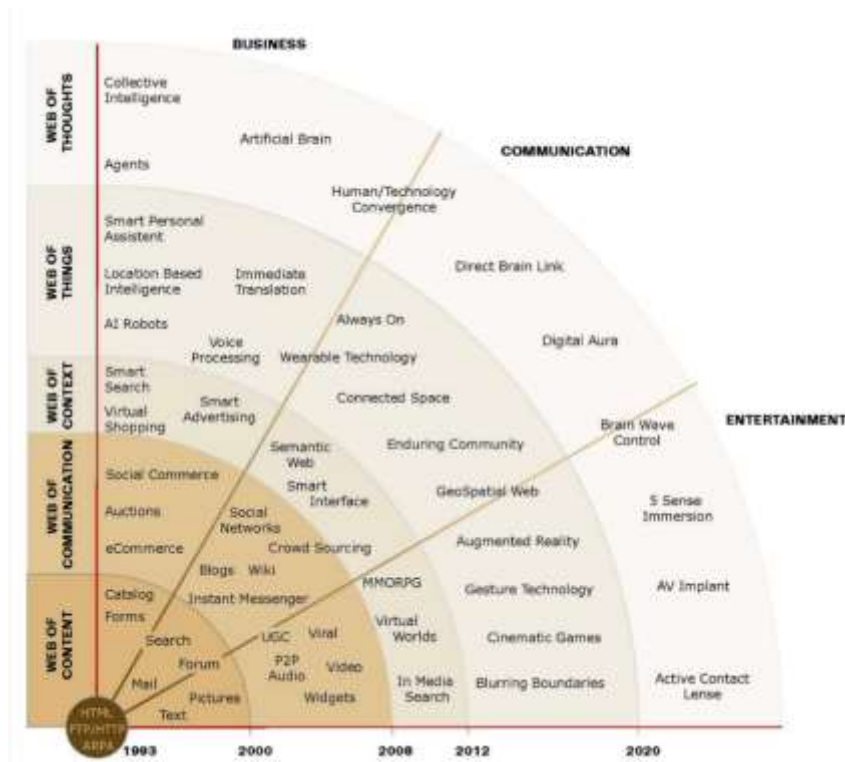 BUSINESS
COMMUNICATION
ENTERTAINMENT
WEB OF
THOUGHTS
WEB OF
THINGS
WEB OF
CONTEXT
WEB OF
COMMUNICATION
WEB OF
CONTENT
Collective
Intelligence
Artificial Brain
Agents
Human/Technology
Convergence
Direct Brain Link
Digital Aura
Brain Wave
Control
5 Sense
Immersion
AV Implant
Active Contact
Lense
Smart Personal
Assistent
Location Based
Intelligence
Immediate
Translation
AI Robots
Voice
Processing
Always On
Wearable Technology
Connected Space
Enduring Community
GeoSpatial Web
Augmented Reality
Gesture Technology
Cinematic Games
Blurring Boundaries
Smart
Search
Virtual
Shopping
Smart
Advertising
Semantic
Web
Smart
Interface
MMORPG
Virtual
Worlds
In Media
Search
Social Commerce
Auctions
eCommerce
Social
Networks
Crowd Sourcing
Blogs
Wiki
Instant Messenger
UGC
Viral
P2P
Audio
Video
Widgets
Catalog
Forms
Search
Forum
Mail
Pictures
Text
HTML
FTP/HTTP
ARPA
1993
2000
2008
2012
2020